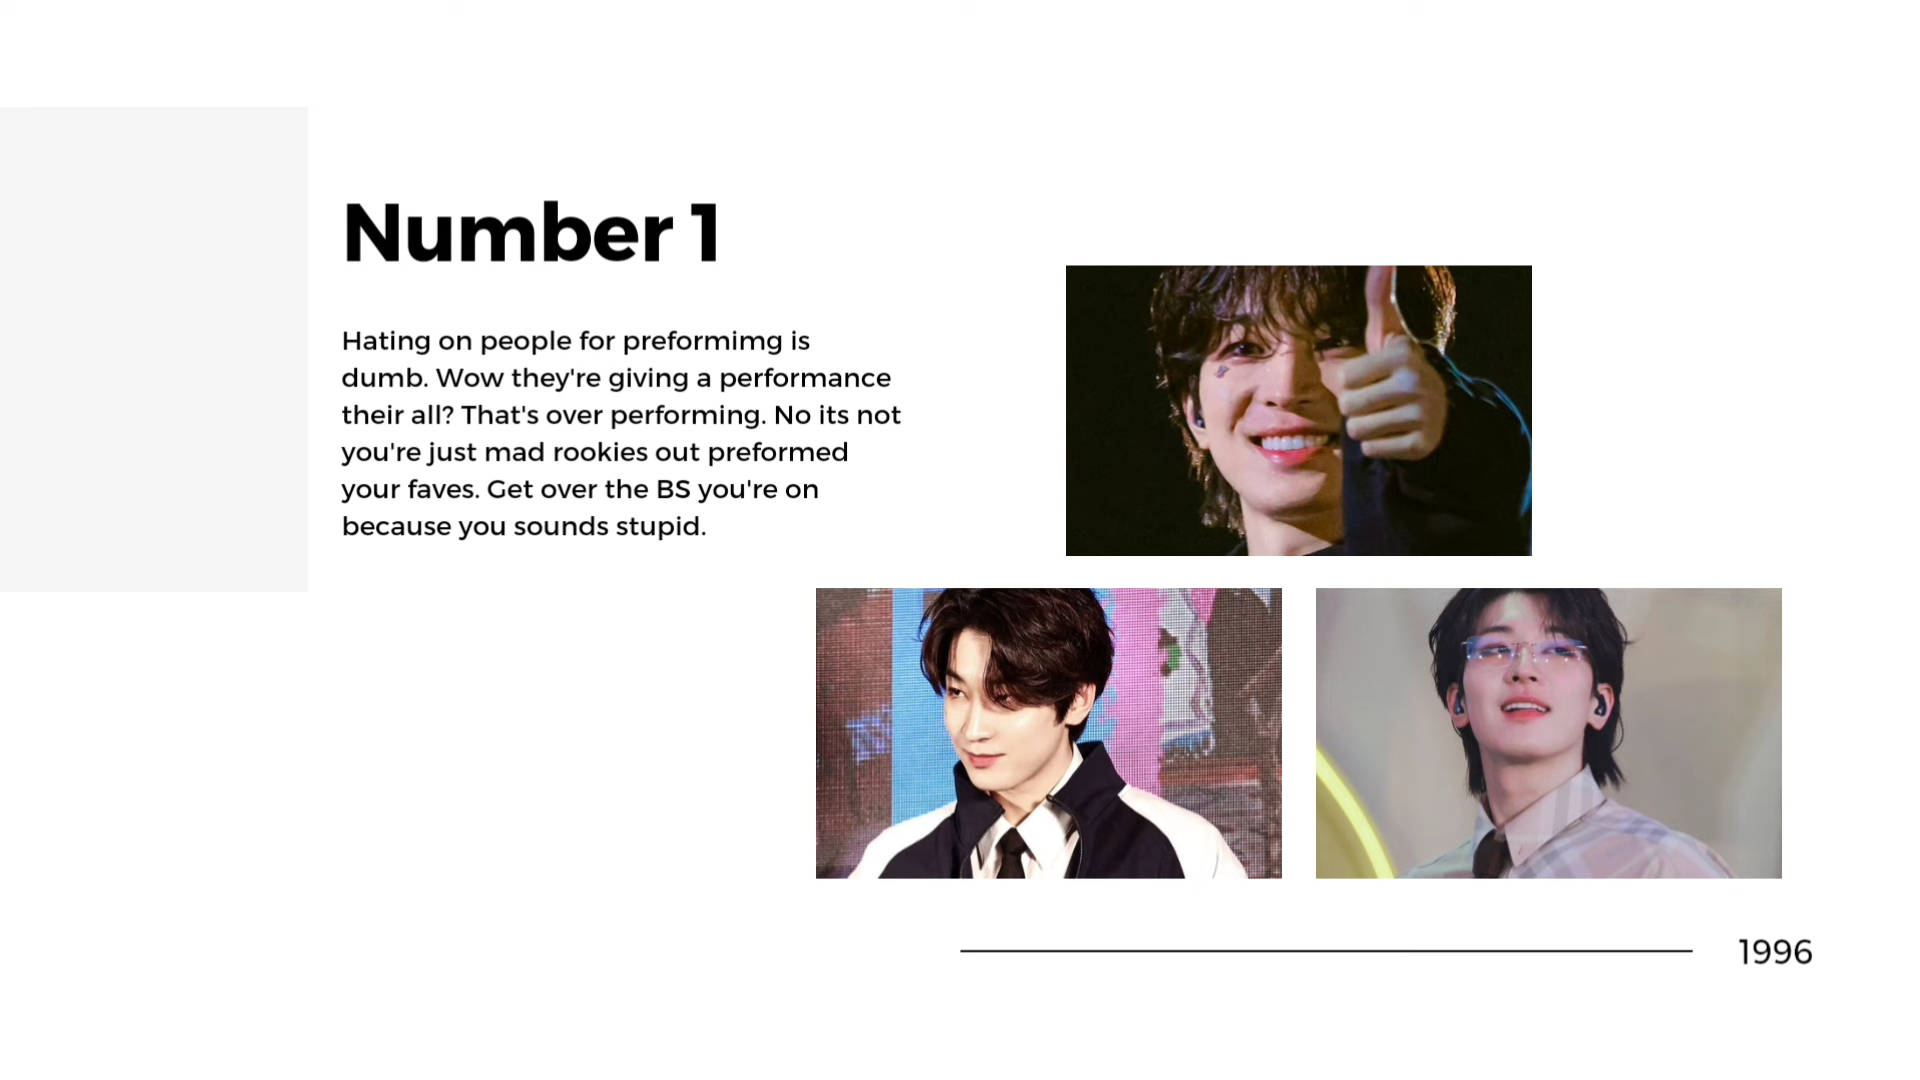 Number 1
Hating on people for preformimg is
dumb. Wow they're giving a performance
their all? That's over performing. No its not
you're just mad rookies out preformed
your faves. Get over the BS you're on
because you sounds stupid.
1996